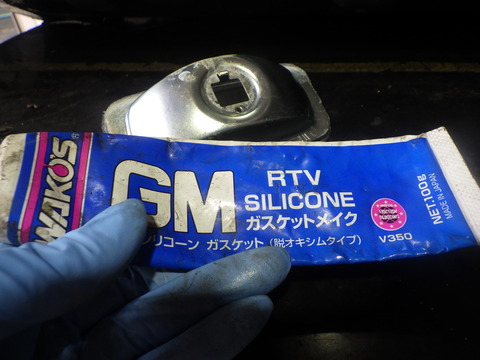 WAKO'S
GM
RTV
SILICONE
ガスケットメイク
シリコーン ガスケット (脱オキシムタイプ)
V350
NET:100g
MADE IN JAPAN